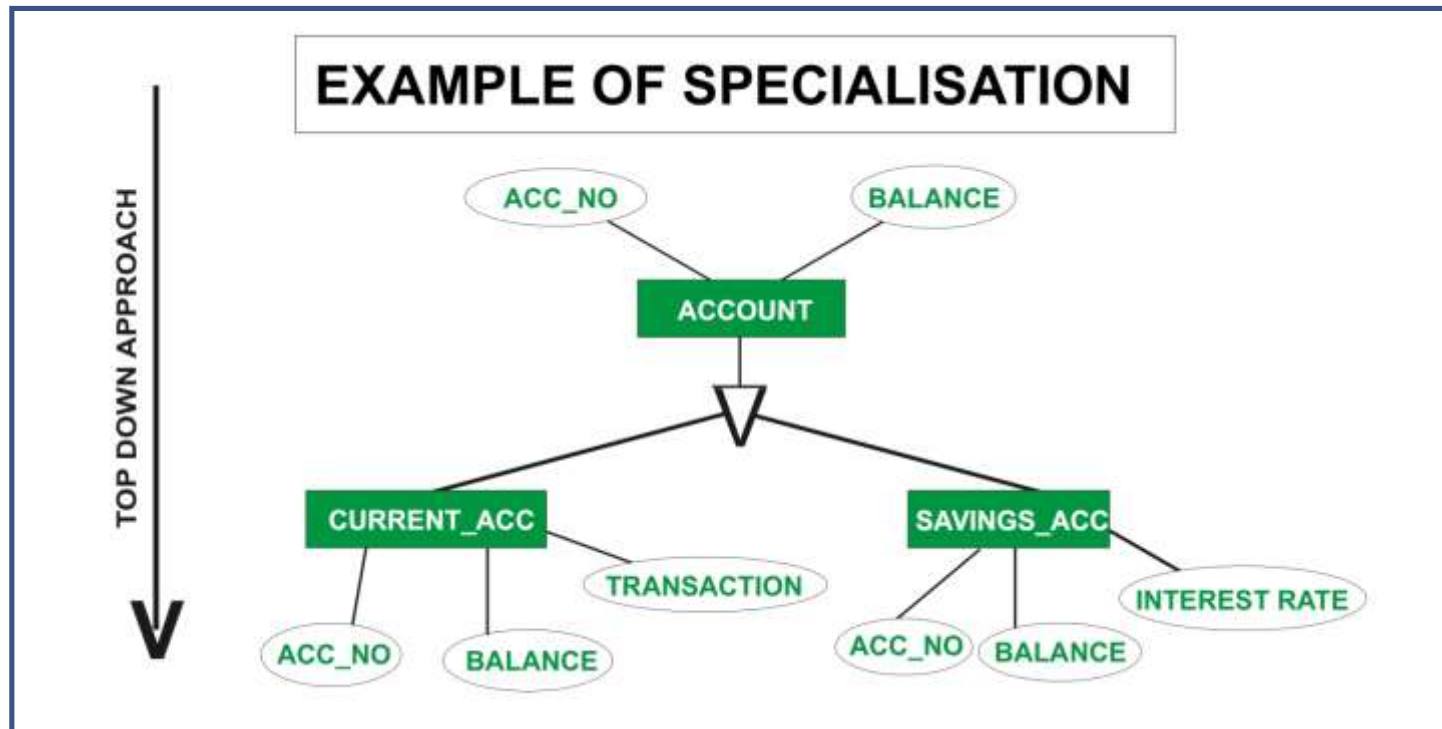 EXAMPLE OF SPECIALISATION
TOP DOWN APPROACH
ACC_NO
BALANCE
ACCOUNT
CURRENT_ACC
SAVINGS_ACC
TRANSACTION
INTEREST RATE
ACC_NO
BALANCE
ACC_NO
BALANCE